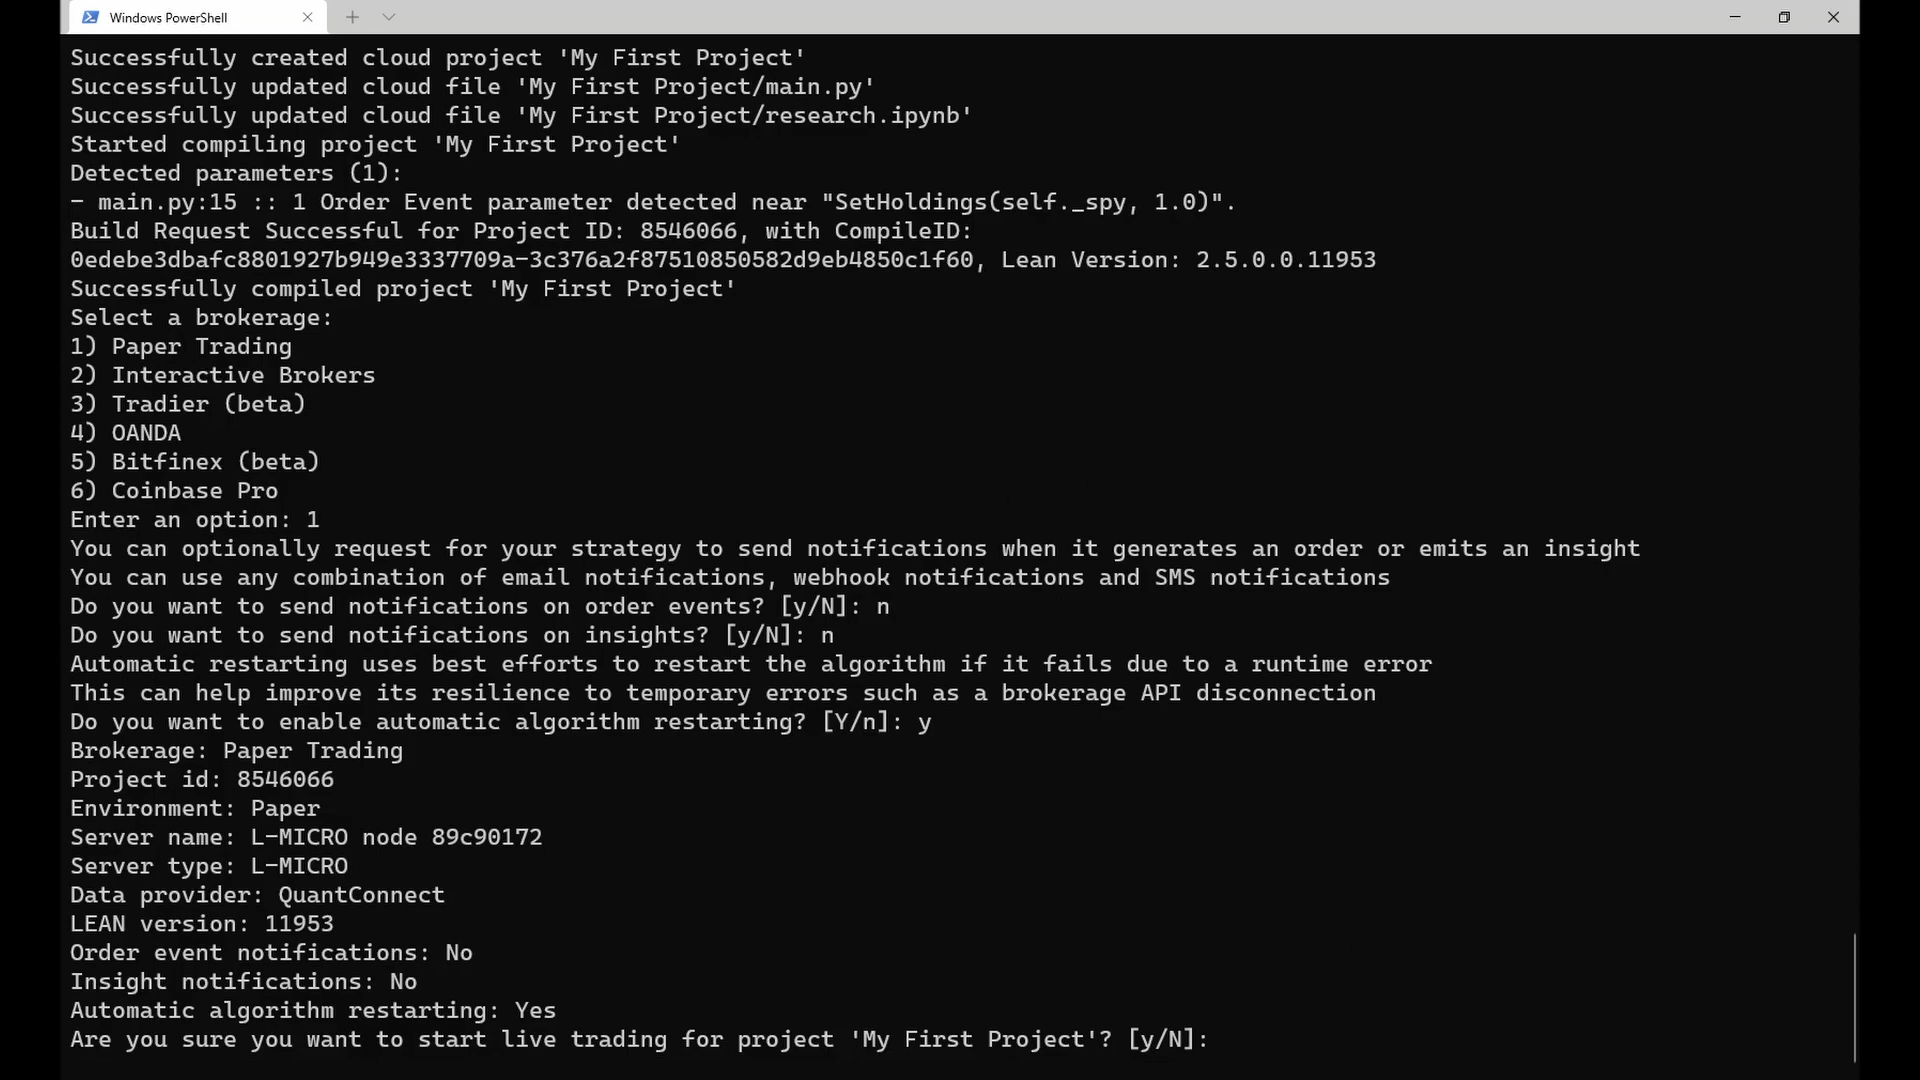 Windows PowerShell
Successfully created cloud project 'My First Project'
Successfully updated cloud file 'My First Project/main.py'
Successfully updated cloud file 'My First Project/research.ipynb'
Started compiling project 'My First Project'
Detected parameters (1):
- main.py:15 :: 1 Order Event parameter detected near "SetHoldings(self._spy, 1.0)".
Build Request Successful for Project ID: 8546066, with CompileID:
0edebe3dbafc8801927b949e3337709a-3c376a2f87510850582d9eb4850c1f60, Lean Version: 2.5.0.0.11953
Successfully compiled project 'My First Project'
Select a brokerage:
1) Paper Trading
2) Interactive Brokers
3) Tradier (beta)
4) OANDA
5) Bitfinex (beta)
6) Coinbase Pro
Enter an option: 1
You can optionally request for your strategy to send notifications when it generates an order or emits an insight
You can use any combination of email notifications, webhook notifications and SMS notifications
Do you want to send notifications on order events? [y/N]: n
Do you want to send notifications on insights? [y/N]: n
Automatic restarting uses best efforts to restart the algorithm if it fails due to a runtime error
This can help improve its resilience to temporary errors such as a brokerage API disconnection
Do you want to enable automatic algorithm restarting? [Y/n]: y
Brokerage: Paper Trading
Project id: 8546066
Environment: Paper
Server name: L-MICRO node 89c90172
Server type: L-MICRO
Data provider: QuantConnect
LEAN version: 11953
Order event notifications: No
Insight notifications: No
Automatic algorithm restarting: Yes
Are you sure you want to start live trading for project 'My First Project'? [y/N]: